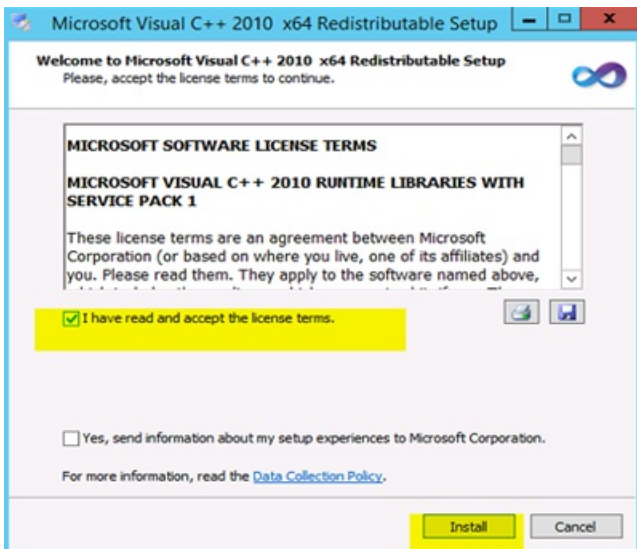 Microsoft Visual C++ 2010 x64 Redistributable Setup
Welcome to Microsoft Visual C++ 2010 x64 Redistributable Setup
Please, accept the license terms to continue.
MICROSOFT SOFTWARE LICENSE TERMS
MICROSOFT VISUAL C++ 2010 RUNTIME LIBRARIES WITH
SERVICE PACK 1
These license terms are an agreement between Microsoft
Corporation (or based on where you live, one of its affiliates) and
you. Please read them. They apply to the software named above,
I have read and accept the license terms.
Yes, send information about my setup experiences to Microsoft Corporation.
For more information, read the Data Collection Policy.
Install Cancel